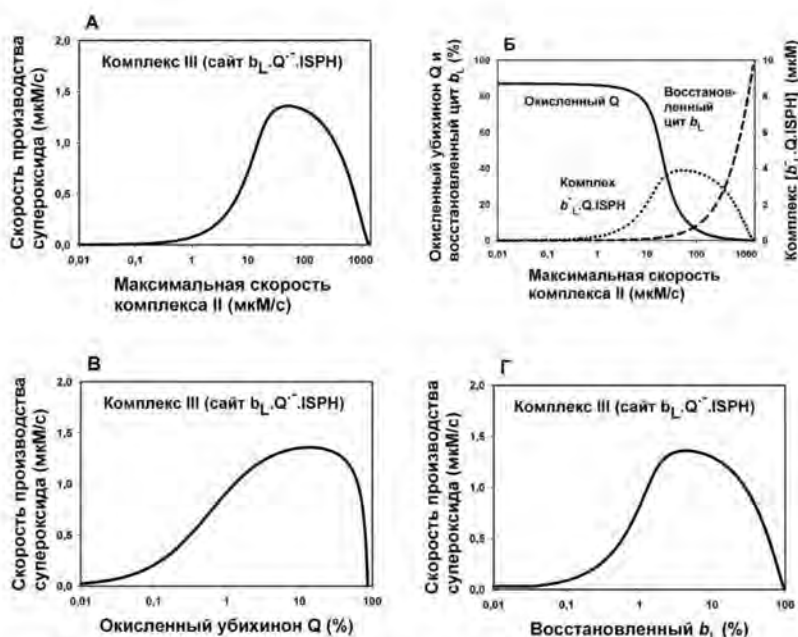 А
Комплекс III (сайт bL.Q·-.ISPH)
Скорость производства
супероксида (мкМ/с)
2,0
1,5
1,0
0,5
0,0
0,01
0,1
1
10
100
1000
Максимальная скорость
комплекса II (мкМ/с)
Б
Окисленный убихинон Q и
восстановленный цит bL (%)
100
80
60
40
20
0
Окисленный Q
Восстанов-
ленный
цит bL
Комплекс
b-L.Q.ISPH
Комплекс [b-L.Q.ISPH] (мкМ)
10
8
6
4
2
0
0,01
0,1
1
10
100
1000
Максимальная скорость
комплекса II (мкМ/с)
В
Комплекс III (сайт bL.Q·-.ISPH)
Скорость производства
супероксида (мкМ/с)
2,0
1,5
1,0
0,5
0,0
0,01
0,1
1
10
100
Окисленный убихинон Q (%)
Г
Комплекс III (сайт bL.Q·-.ISPH)
Скорость производства
супероксида (мкМ/с)
2,0
1,5
1,0
0,5
0,0
0,01
0,1
1
10
100
Восстановленный bL (%)